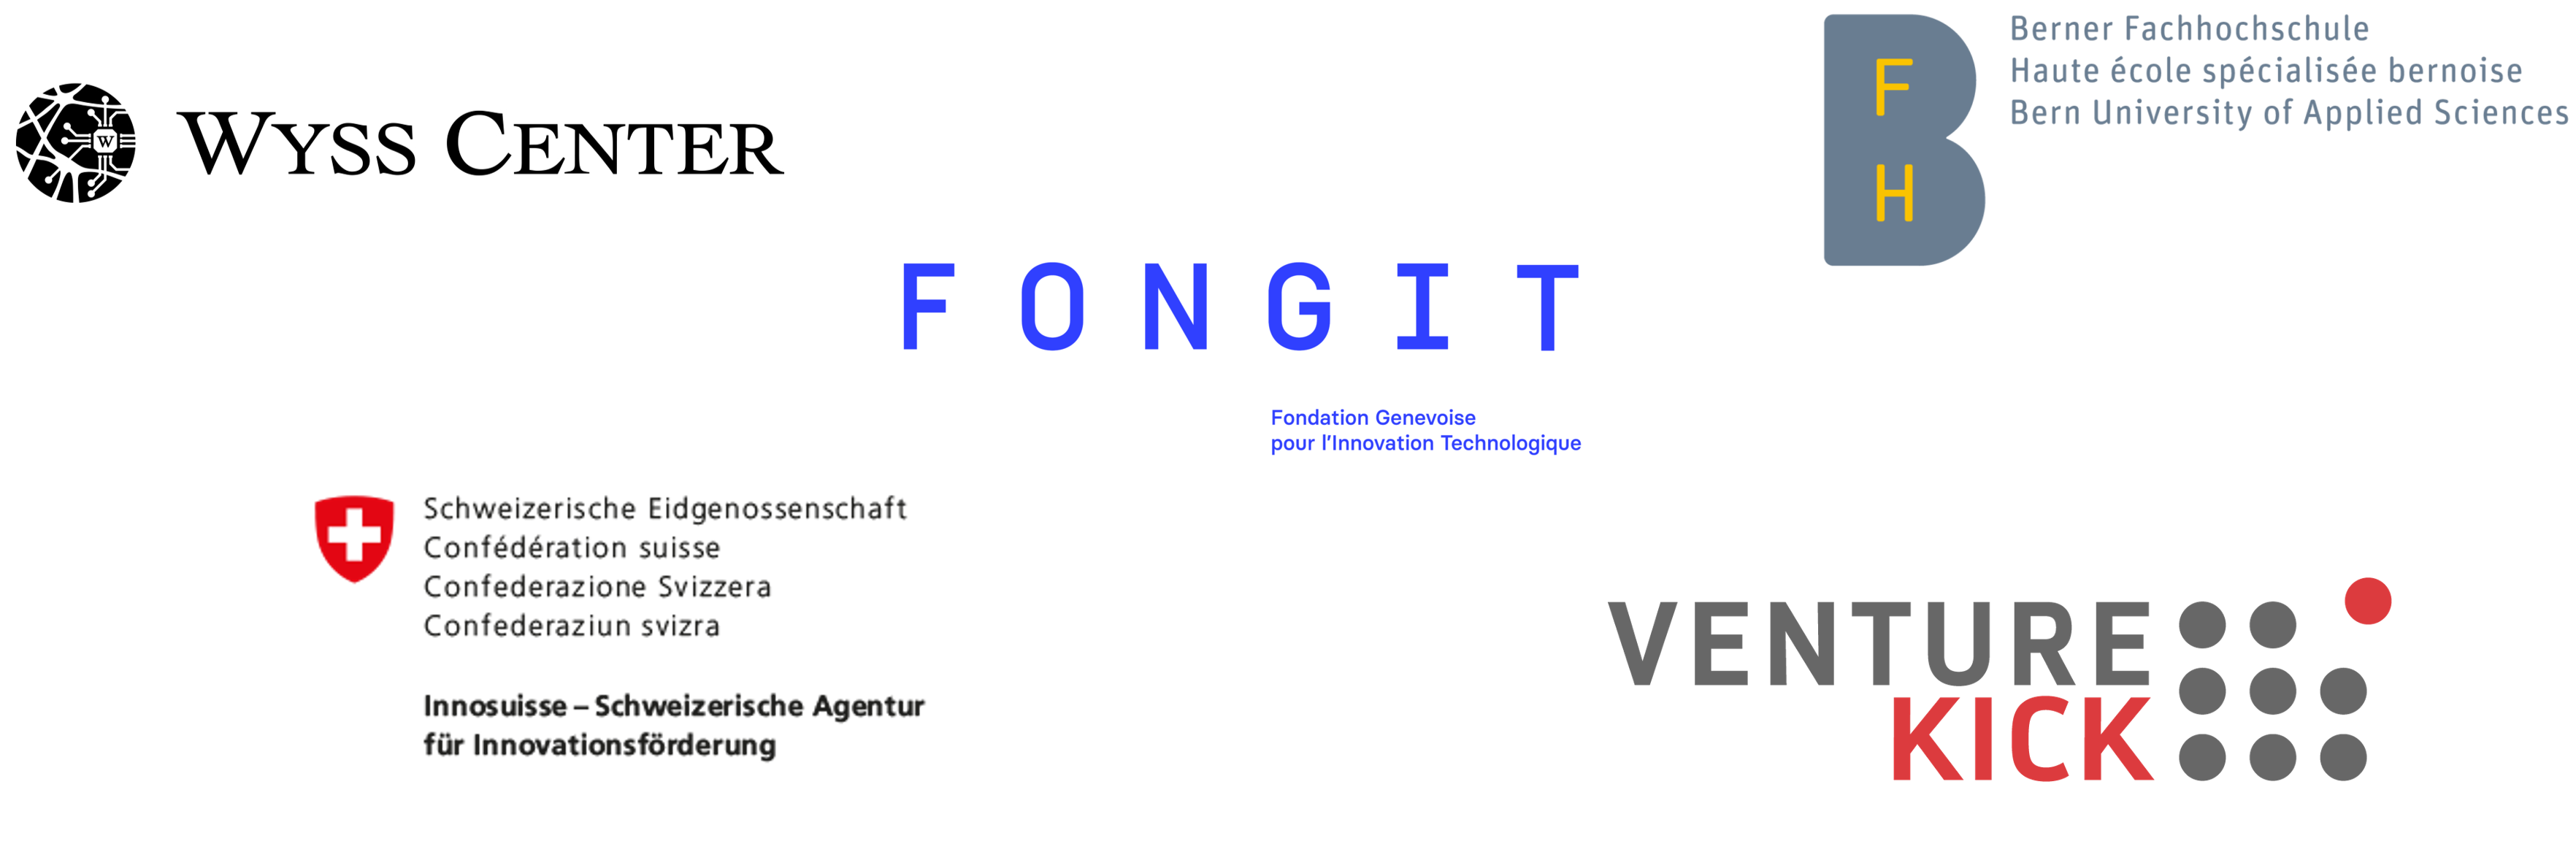 WYSS CENTER
W
B
F
H
Berner Fachhochschule
Haute école spécialisée bernoise
Bern University of Applied Sciences
FONGIT
Fondation Genevoise
pour l'Innovation Technologique
Schweizerische Eidgenossenschaft
Confédération suisse
Confederazione Svizzera
Confederaziun svizra
Innosuisse – Schweizerische Agentur
für Innovationsförderung
VENTURE
KICK